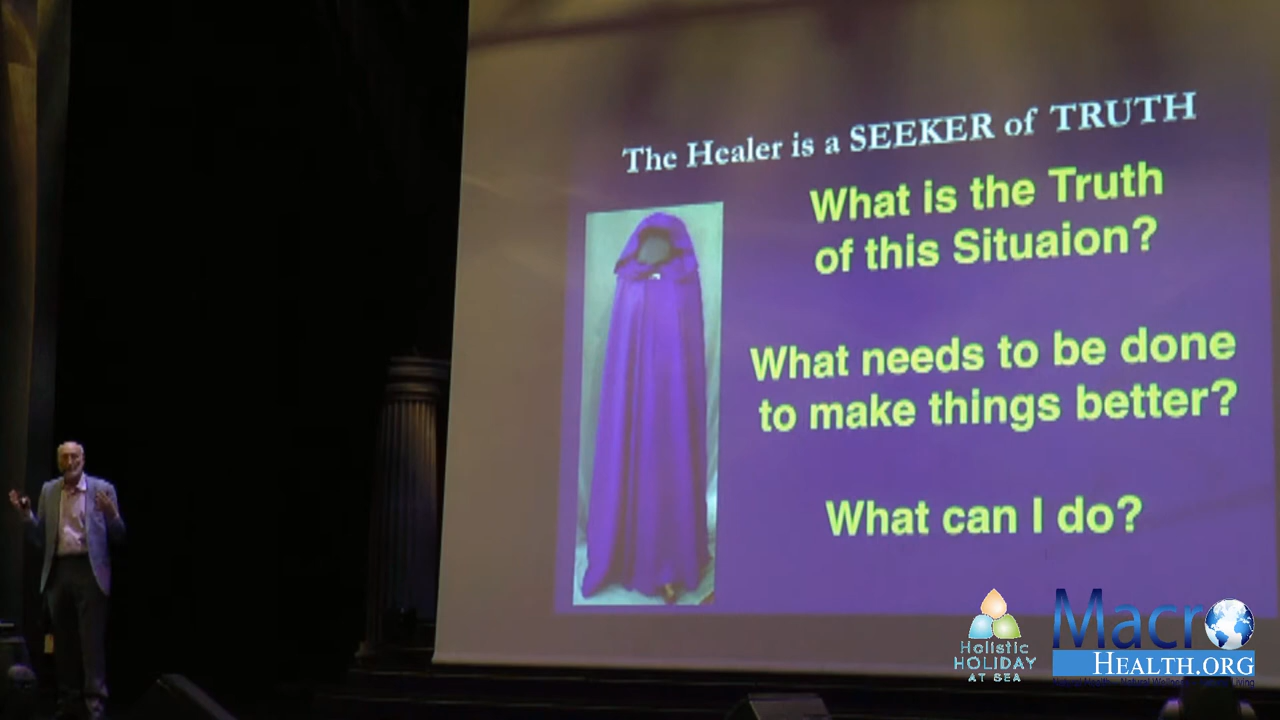 The Healer is a SEEKER of TRUTH
What is the Truth
of this Situaion?
What needs to be done
to make things better?
What can I do?
Holistic
HOLIDAY
AT SEA
Macro
HEALTH.ORG